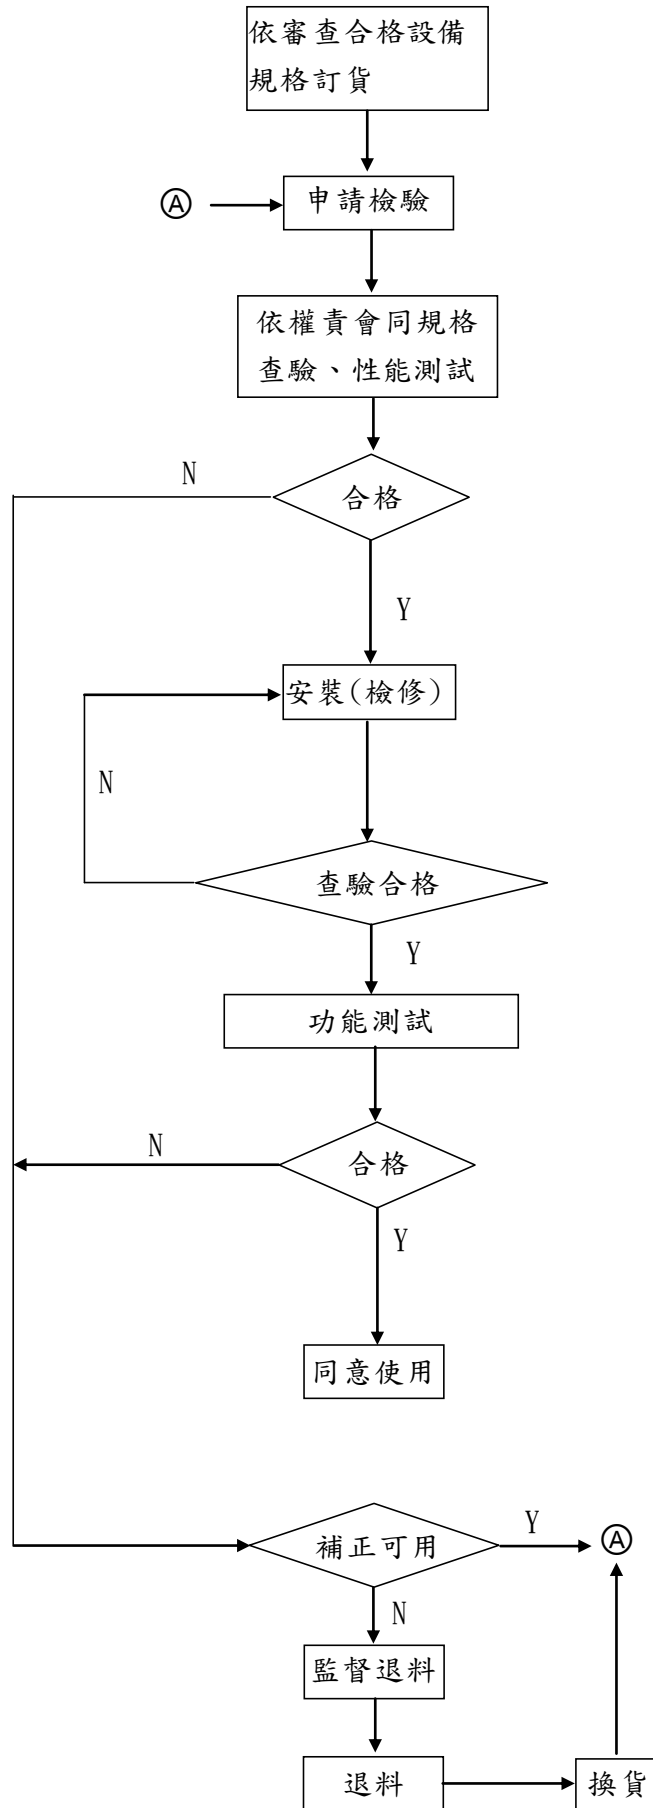 依審查合格設備
規格訂貨
Ⓐ
申請檢驗
依權責會同規格
查驗、性能測試
N
合格
Y
安裝(檢修)
N
查驗合格
Y
功能測試
N
合格
Y
同意使用
補正可用
Y
Ⓐ
N
監督退料
退料
換貨